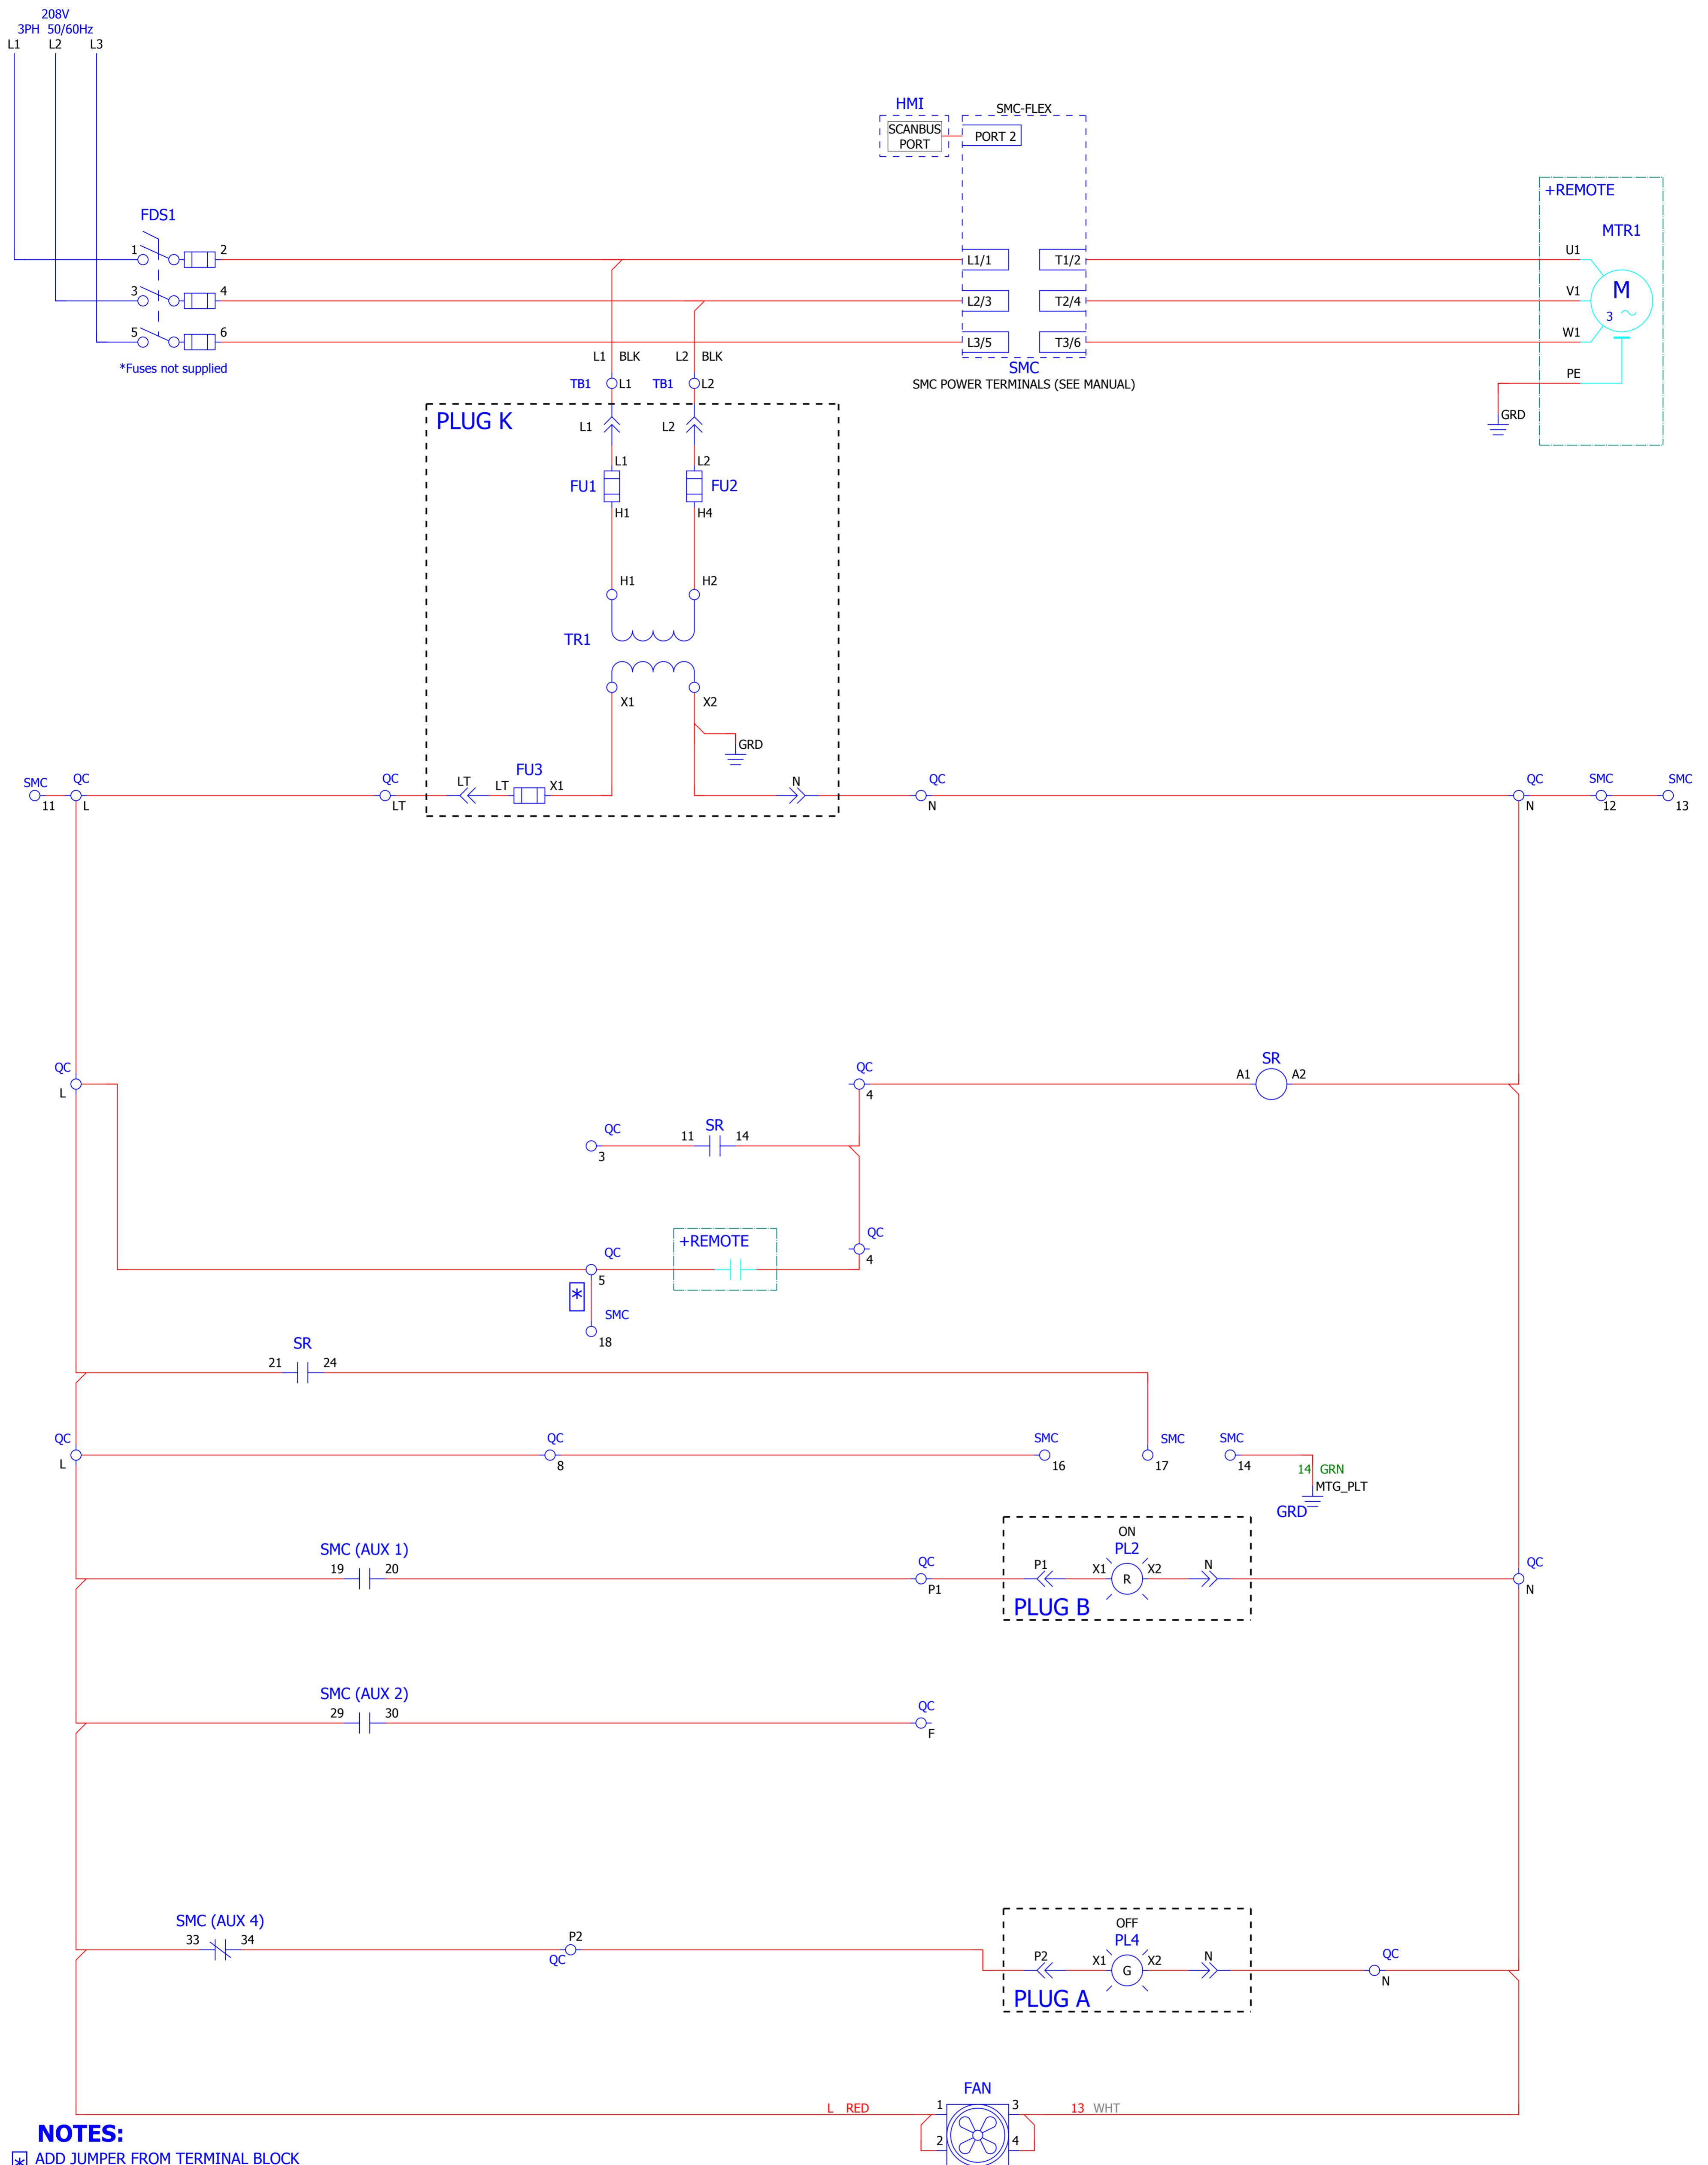 208V
3PH 50/60Hz
L1 L2 L3
HMI
SMC-FLEX
SCANBUS
PORT
PORT 2
+REMOTE
MTR1
FDS1
1 2
3 4
5 6
*Fuses not supplied
L1/1 T1/2
L2/3 T2/4
L3/5 T3/6
SMC
SMC POWER TERMINALS (SEE MANUAL)
U1
V1
W1
PE
M
3
GRD
L1 BLK L2 BLK
TB1 L1 TB1 L2
PLUG K
L1 L2
L1 L2
FU1 FU2
H1 H4
H1 H2
TR1
X1 X2
GRD
SMC QC QC
11 L LT
LT LT FU3 X1
N
QC
N
QC SMC SMC
N 12 13
QC
L
QC
4
SR
A1 A2
QC
3
SR
11 14
QC
4
+REMOTE
QC
5
*
SMC
18
SR
21 24
QC
L
QC
8
SMC
16
SMC
17
SMC
14
14 GRN
MTG_PLT
GRD
SMC (AUX 1)
19 20
QC
P1
ON
PL2
P1 X1 R X2 N
PLUG B
QC
N
SMC (AUX 2)
29 30
QC
F
SMC (AUX 4)
33 34
P2
QC
OFF
PL4
P2 X1 G X2 N
PLUG A
QC
N
FAN
L RED 1 3 13 WHT
2 4
NOTES:
* ADD JUMPER FROM TERMINAL BLOCK